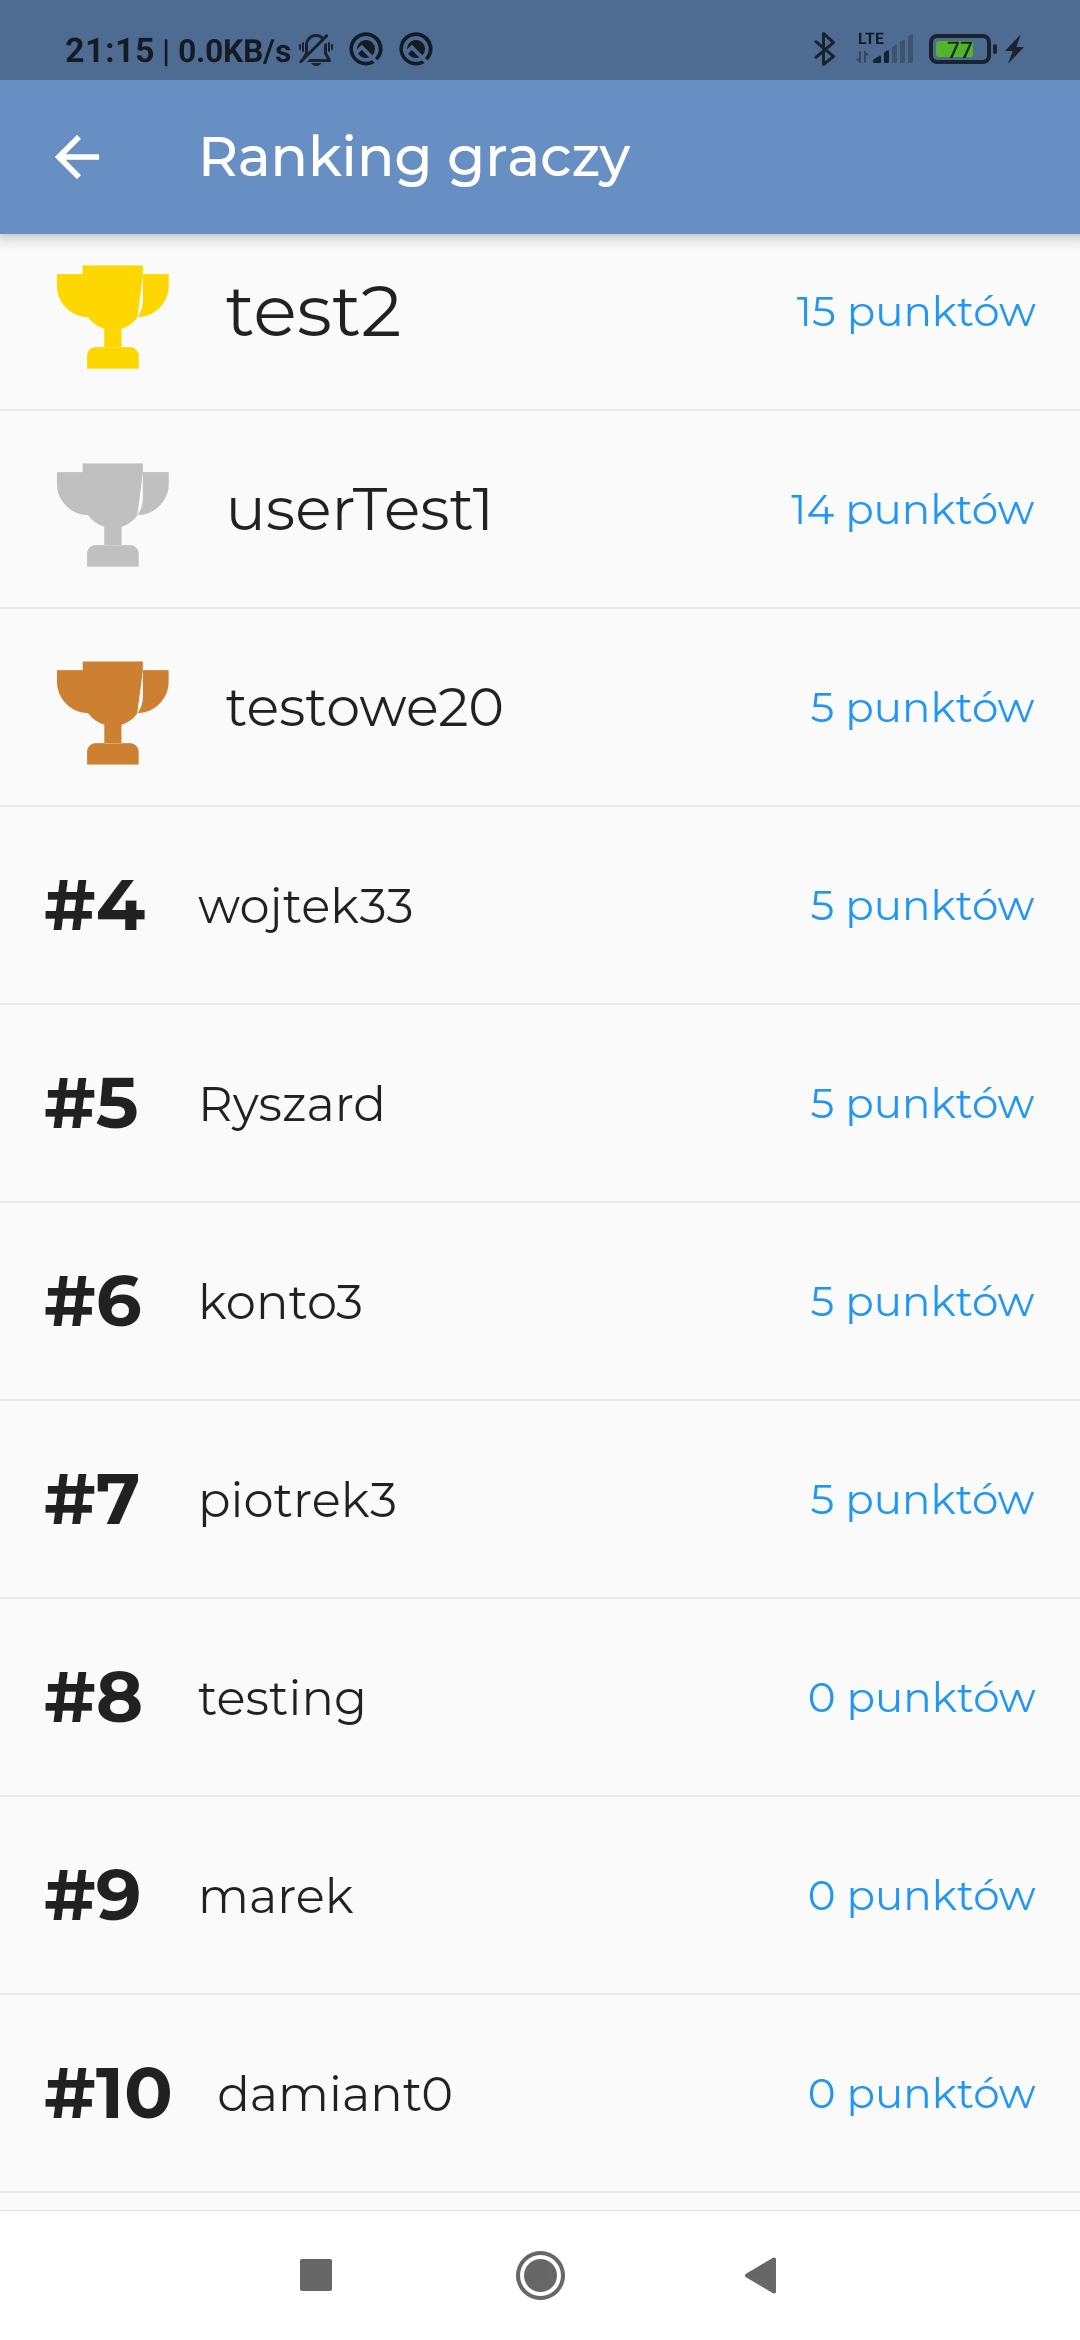 21:15 | 0.0KB/s LTE 77
Ranking graczy
test2 15 punktów
userTest1 14 punktów
testowe20 5 punktów
#4 wojtek33 5 punktów
#5 Ryszard 5 punktów
#6 konto3 5 punktów
#7 piotrek3 5 punktów
#8 testing 0 punktów
#9 marek 0 punktów
#10 damiant0 0 punktów